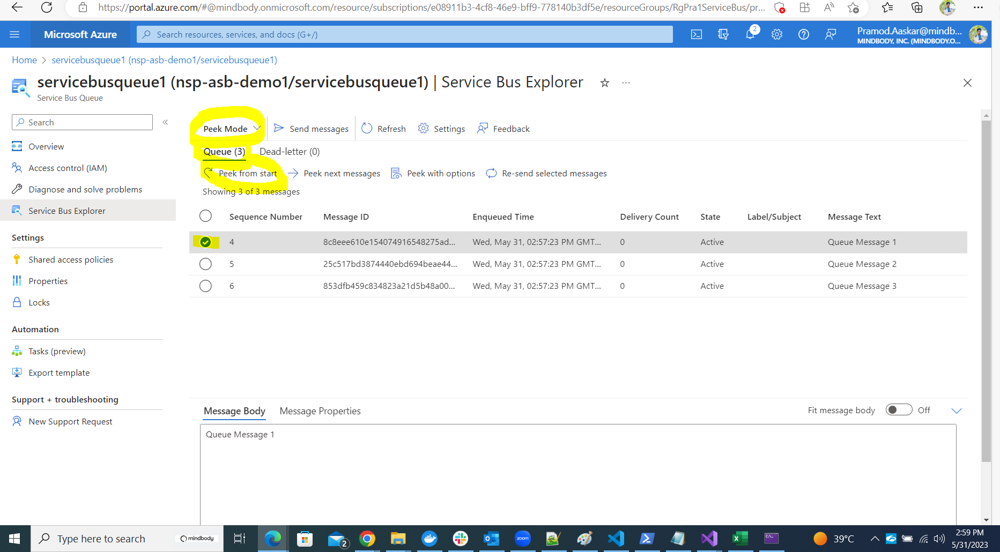 https://portal.azure.com/#@mindbody.onmicrosoft.com/resource/subscriptions/e08911b3-4cf8-46e9-bff9-778140b3df5e/resourceGroups/RgPra1ServiceBus/pr...
Microsoft Azure
Search resources, services, and docs (G+/)
2
Pramod.Aaskar@mindb...
MINDBODY, INC. (MINDBODY.O...
Home > servicebusqueue1 (nsp-asb-demo1/servicebusqueue1)
servicebusqueue1 (nsp-asb-demo1/servicebusqueue1) | Service Bus Explorer
Service Bus Queue
Search
Overview
Access control (IAM)
Diagnose and solve problems
Service Bus Explorer
Settings
Shared access policies
Properties
Locks
Automation
Tasks (preview)
Export template
Support + troubleshooting
New Support Request
Peek Mode Send messages Refresh Settings Feedback
Queue (3) Dead-letter (0)
Peek from start Peek next messages Peek with options Re-send selected messages
Showing 3 of 3 messages
Sequence Number Message ID Enqueued Time Delivery Count State Label/Subject Message Text
4 8c8eee610e154074916548275ad... Wed, May 31, 02:57:23 PM GMT... 0 Active Queue Message 1
5 25c517bd3874440ebd694beae44... Wed, May 31, 02:57:23 PM GMT... 0 Active Queue Message 2
6 853dfb459c834823a21d5b48a00... Wed, May 31, 02:57:23 PM GMT... 0 Active Queue Message 3
Message Body Message Properties Fit message body Off
Queue Message 1
Type here to search mindbody 2 zoom 39°C 2:59 PM
5/31/2023